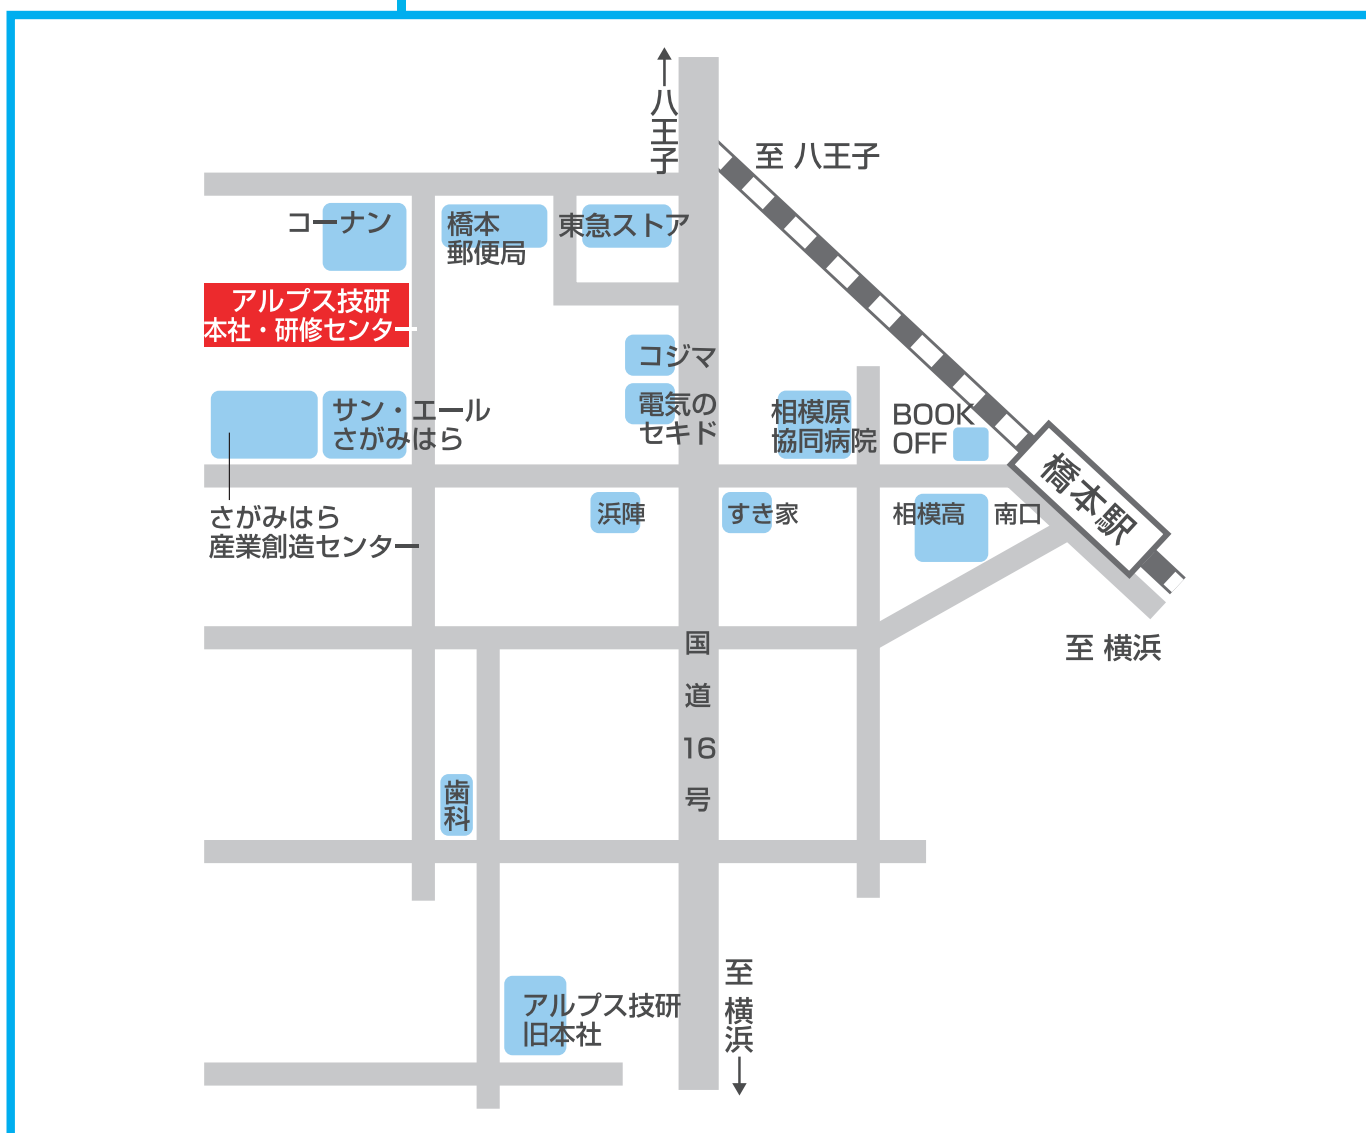 八王子
至 八王子
コーナン
橋本
郵便局
東急ストア
アルプス技研
本社・研修センター
コジマ
電気の
セキド
サン・エール
さがみはら
相模原
協同病院
BOOK
OFF
橋本駅
さがみはら
産業創造センター
浜陣
すき家
相模高
南口
至 横浜
国道16号
歯科
アルプス技研
旧本社
至 横浜